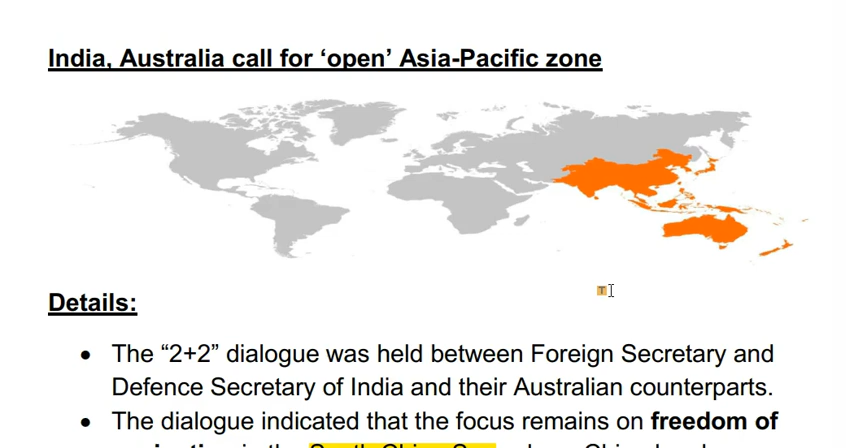 India, Australia call for ‘open’ Asia-Pacific zone
T
Details:
• The “2+2” dialogue was held between Foreign Secretary and
Defence Secretary of India and their Australian counterparts.
• The dialogue indicated that the focus remains on freedom of